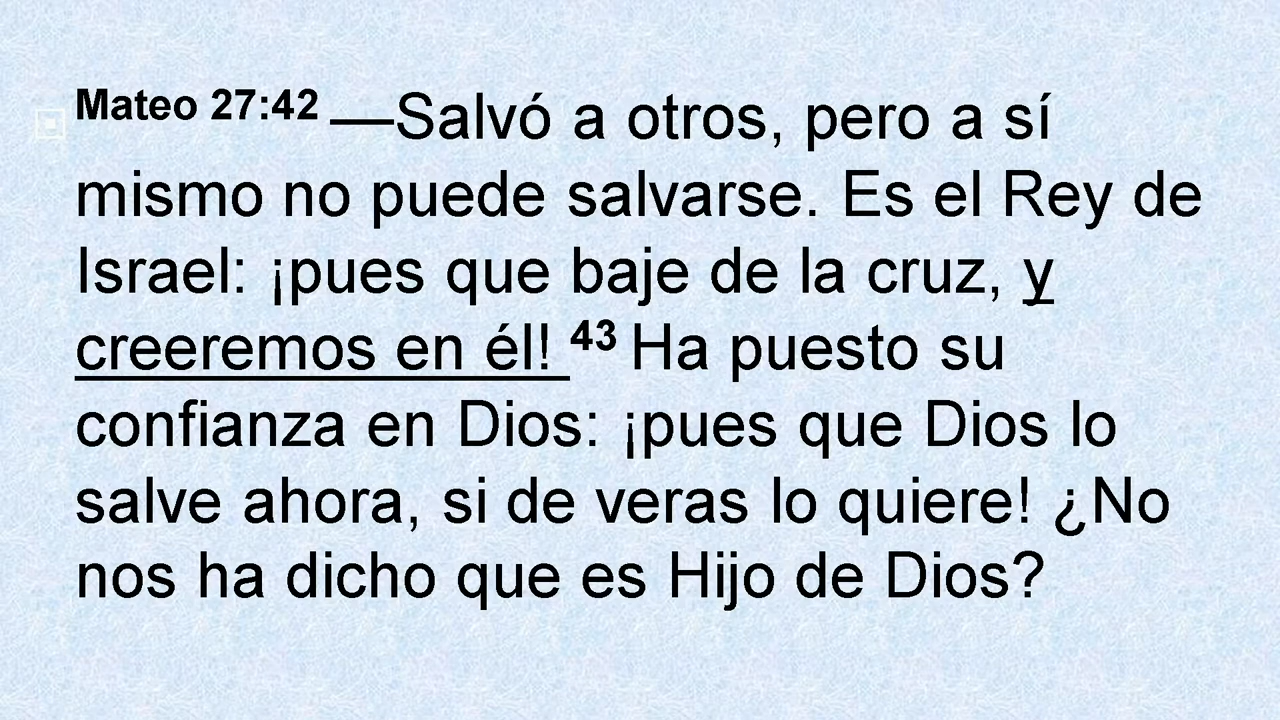 Mateo 27:42 —Salvó a otros, pero a sí
mismo no puede salvarse. Es el Rey de
Israel: ¡pues que baje de la cruz, y
creeremos en él! 43 Ha puesto su
confianza en Dios: ¡pues que Dios lo
salve ahora, si de veras lo quiere! ¿No
nos ha dicho que es Hijo de Dios?